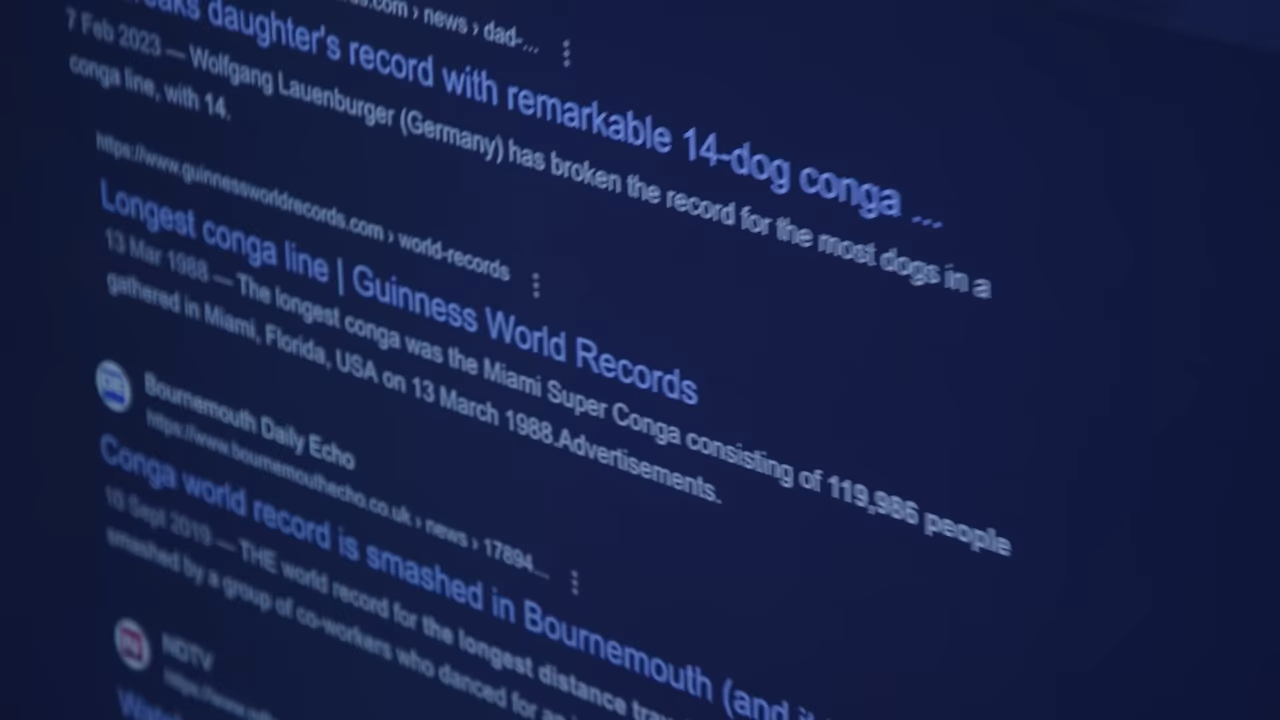 s.com › news › dad-...
eaks daughter's record with remarkable 14-dog conga ...
7 Feb 2023 — Wolfgang Lauenburger (Germany) has broken the record for the most dogs in a
conga line, with 14.
https://www.guinnessworldrecords.com › world-records
Longest conga line | Guinness World Records
13 Mar 1988 — The longest conga was the Miami Super Conga consisting of 119,986 people
gathered in Miami, Florida, USA on 13 March 1988.Advertisements.
Bournemouth Daily Echo
https://www.bournemouthecho.co.uk › news › 17894...
Conga world record is smashed in Bournemouth (and
10 Sept 2019 — THE world record for the longest distance
smashed by a group of co-workers who danced for
NDTV